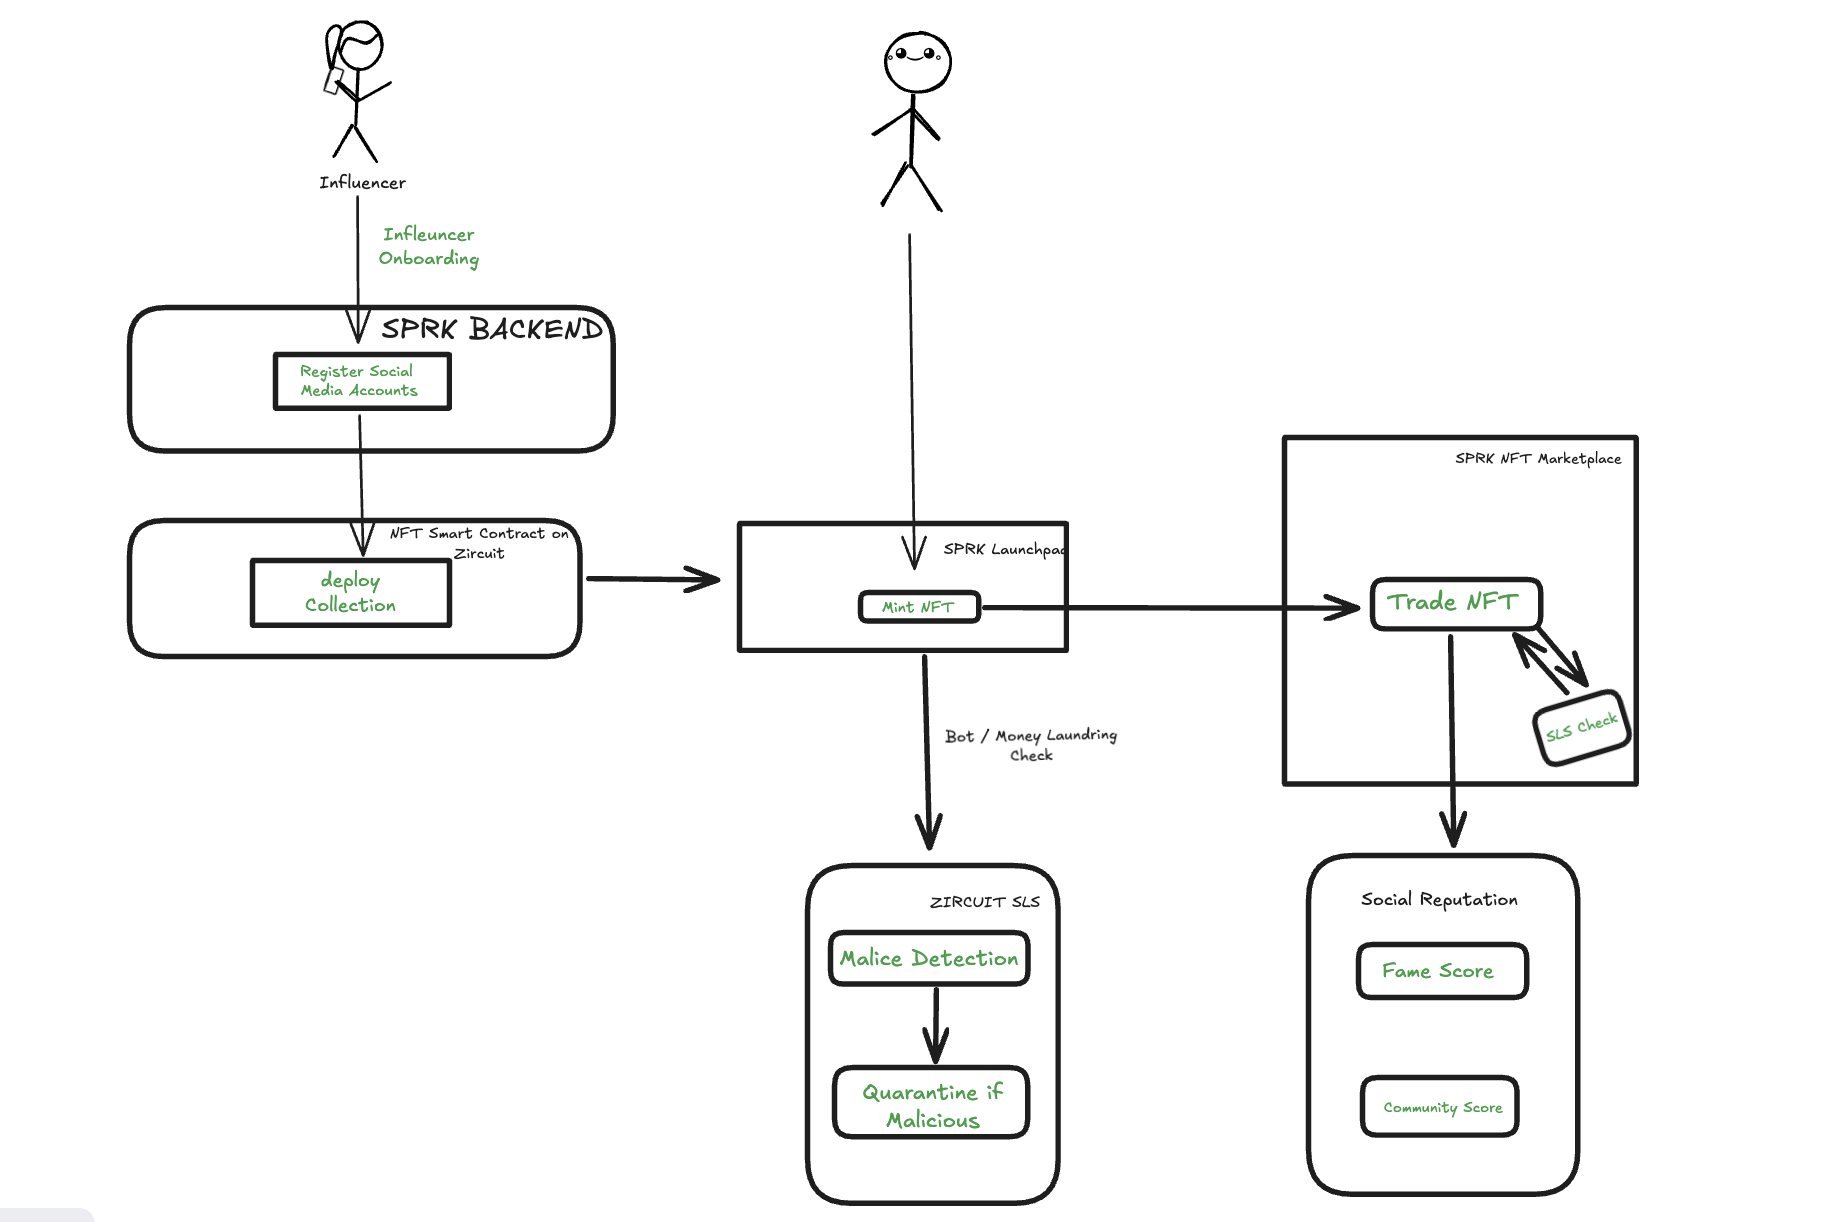 Influencer
Infleuncer
Onboarding
SPRK BACKEND
Register Social
Media Accounts
NFT Smart Contract on
Zircuit
deploy
Collection
SPRK Launchpad
Mint NFT
SPRK NFT Marketplace
Trade NFT
SLS Check
Bot / Money Laundring
Check
ZIRCUIT SLS
Malice Detection
Quarantine if
Malicious
Social Reputation
Fame Score
Community Score